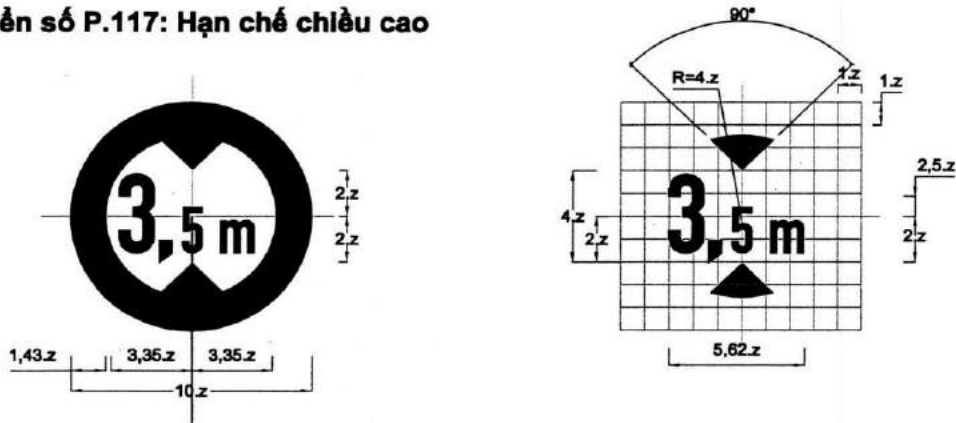 ển số P.117: Hạn chế chiều cao
3,5 m
2.z
2.z
1,43.z
3,35.z
3,35.z
10.z
90°
R=4.z
1.z
1.z
2,5.z
4.z
2.z
3,5 m
2.z
5,62.z